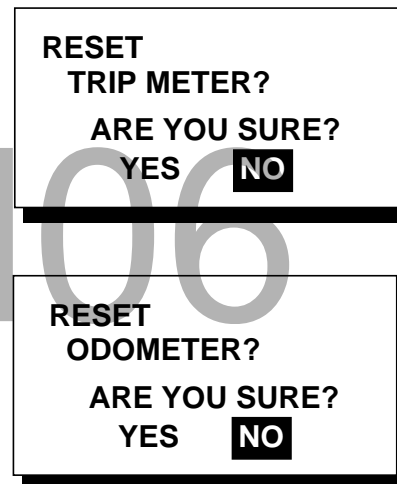 RESET
TRIP METER?
ARE YOU SURE?
YES NO
RESET
ODOMETER?
ARE YOU SURE?
YES NO